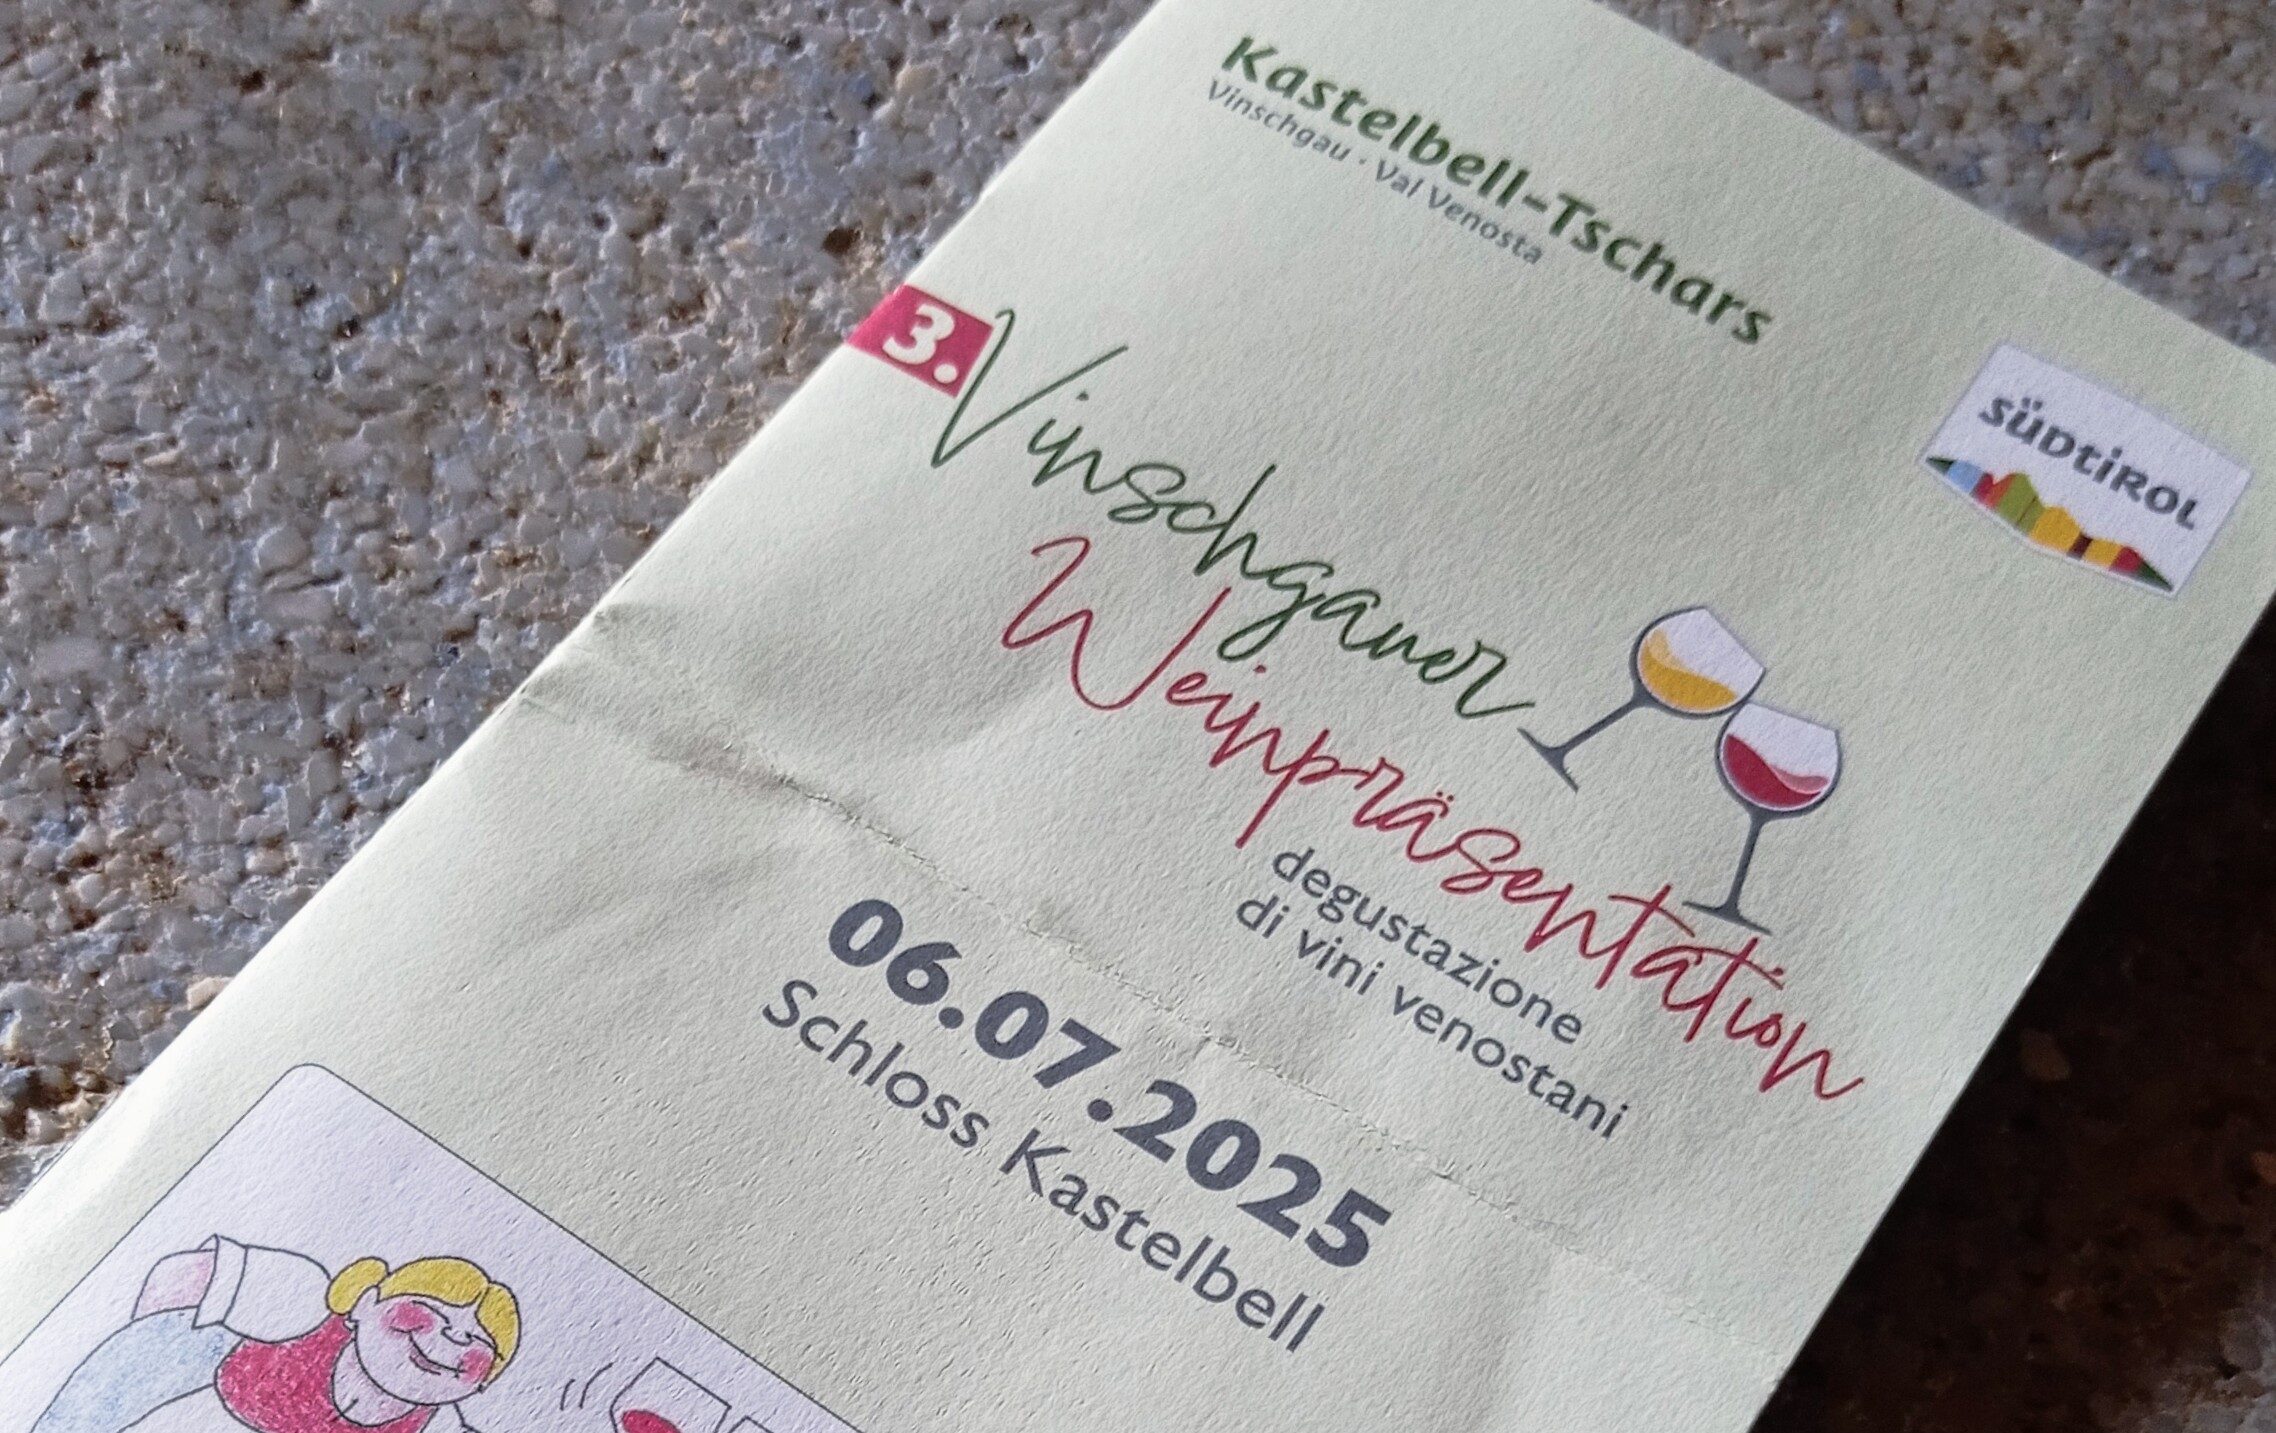 Kastelbell-Tschars
Vinschgau · Val Venosta
SÜDTIROL
3. Vinschgauer
Weinpräsentation
degustazione
di vini venostani
06.07.2025
Schloss Kastelbell